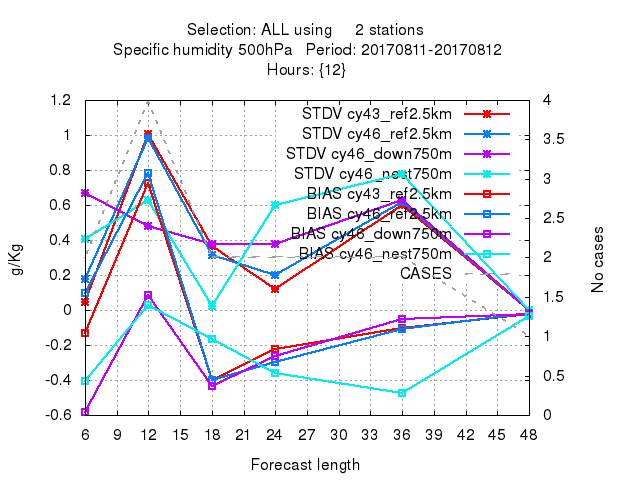 Selection: ALL using 2 stations
Specific humidity 500hPa Period: 20170811-20170812
Hours: {12}
STDV cy43_ref2.5km
STDV cy46_ref2.5km
STDV cy46_down750m
STDV cy46_nest750m
BIAS cy43_ref2.5km
BIAS cy46_ref2.5km
BIAS cy46_down750m
BIAS cy46_nest750m
CASES
g/Kg
1.2
1
0.8
0.6
0.4
0.2
0
-0.2
-0.4
-0.6
4
3.5
3
2.5
2
1.5
1
0.5
0
No cases
6 9 12 15 18 21 24 27 30 33 36 39 42 45 48
Forecast length